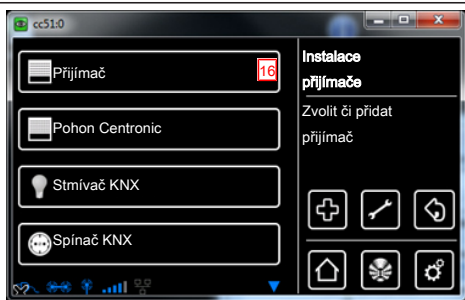 cc51:0
Přijímač
16
Pohon Centronic
Stmívač KNX
Spínač KNX
Instalace
přijímače
Zvolit či přidat
přijímač